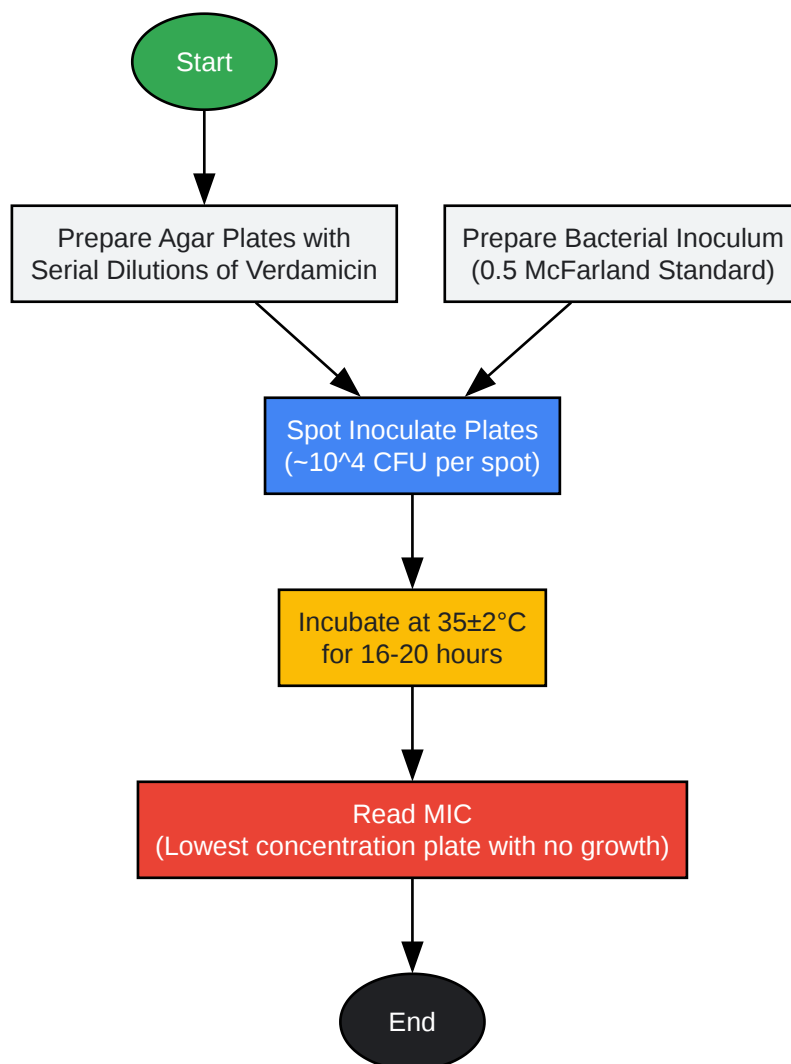 Start
Prepare Agar Plates with
Serial Dilutions of Verdamicin
Prepare Bacterial Inoculum
(0.5 McFarland Standard)
Spot Inoculate Plates
(~10^4 CFU per spot)
Incubate at 35±2°C
for 16-20 hours
Read MIC
(Lowest concentration plate with no growth)
End